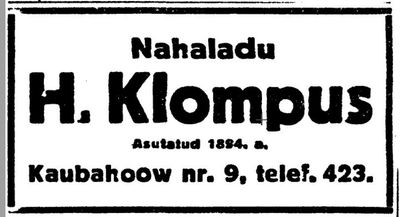 Nahaladu
H. Klompus
Asutatud 1894. a.
Kaubahoow nr. 9, telef. 423.